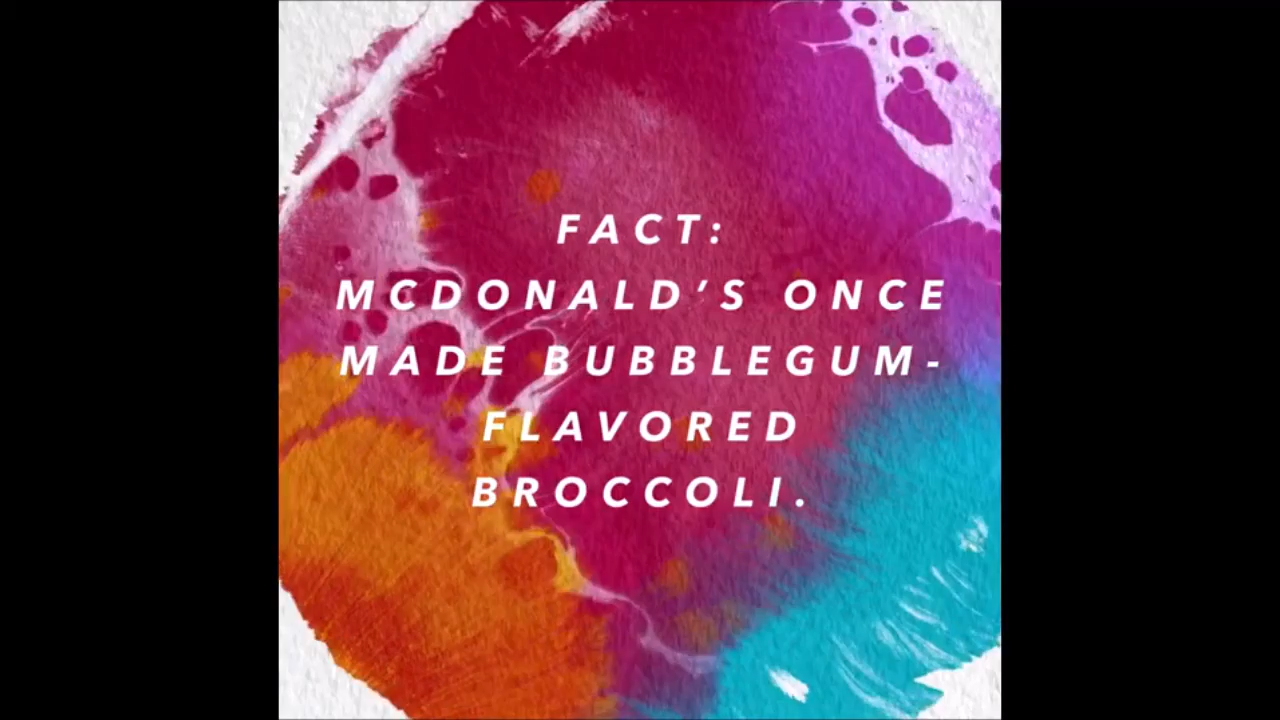 FACT:
MCDONALD’S ONCE
MADE BUBBLEGUM-
FLAVORED
BROCCOLI.